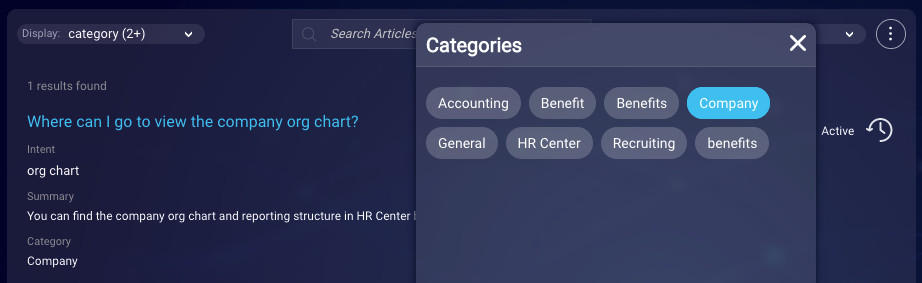 Display: category (2+)
Search Articles
1 results found
Where can I go to view the company org chart?
Intent
org chart
Summary
You can find the company org chart and reporting structure in HR Center
Category
Company
Categories
Accounting Benefit Benefits Company
General HR Center Recruiting benefits
Active